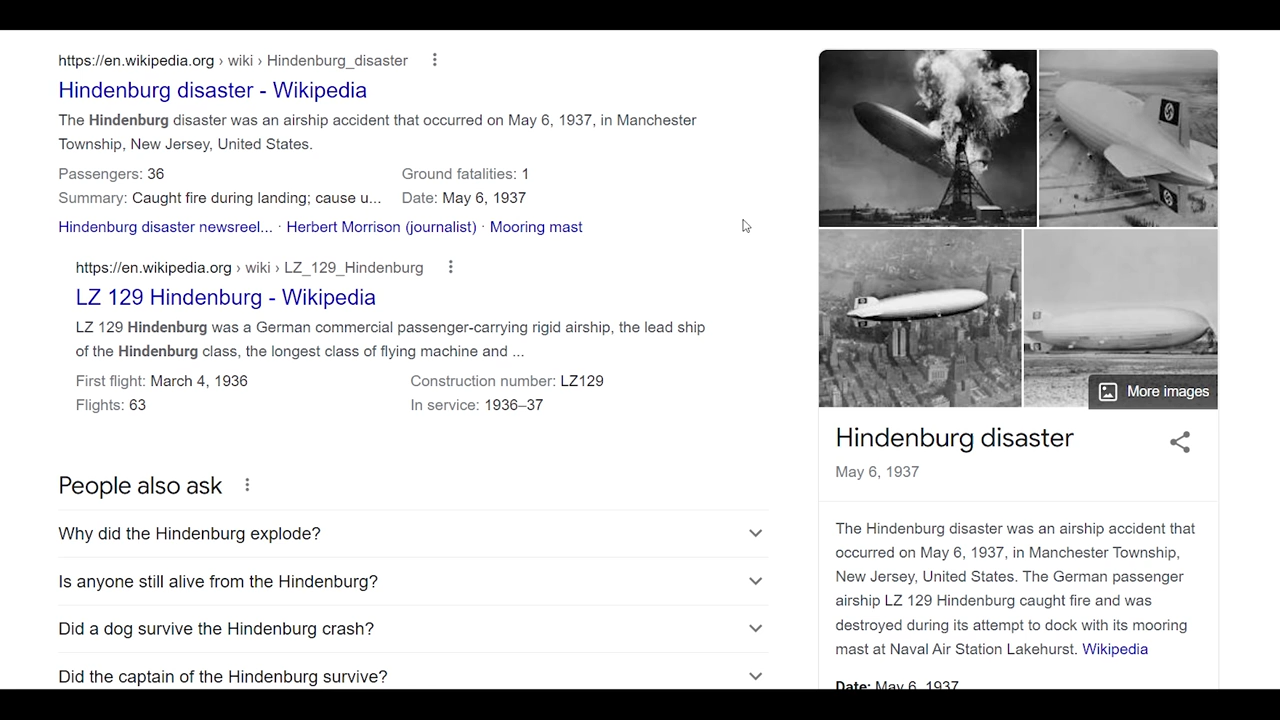 https://en.wikipedia.org › wiki › Hindenburg_disaster
Hindenburg disaster - Wikipedia
The Hindenburg disaster was an airship accident that occurred on May 6, 1937, in Manchester
Township, New Jersey, United States.
Passengers: 36 Ground fatalities: 1
Summary: Caught fire during landing; cause u... Date: May 6, 1937
Hindenburg disaster newsreel... · Herbert Morrison (journalist) · Mooring mast
https://en.wikipedia.org › wiki › LZ_129_Hindenburg
LZ 129 Hindenburg - Wikipedia
LZ 129 Hindenburg was a German commercial passenger-carrying rigid airship, the lead ship
of the Hindenburg class, the longest class of flying machine and ...
First flight: March 4, 1936 Construction number: LZ129
Flights: 63 In service: 1936–37
People also ask
Why did the Hindenburg explode?
Is anyone still alive from the Hindenburg?
Did a dog survive the Hindenburg crash?
Did the captain of the Hindenburg survive?
More images
Hindenburg disaster
May 6, 1937
The Hindenburg disaster was an airship accident that
occurred on May 6, 1937, in Manchester Township,
New Jersey, United States. The German passenger
airship LZ 129 Hindenburg caught fire and was
destroyed during its attempt to dock with its mooring
mast at Naval Air Station Lakehurst. Wikipedia
Date: May 6, 1937